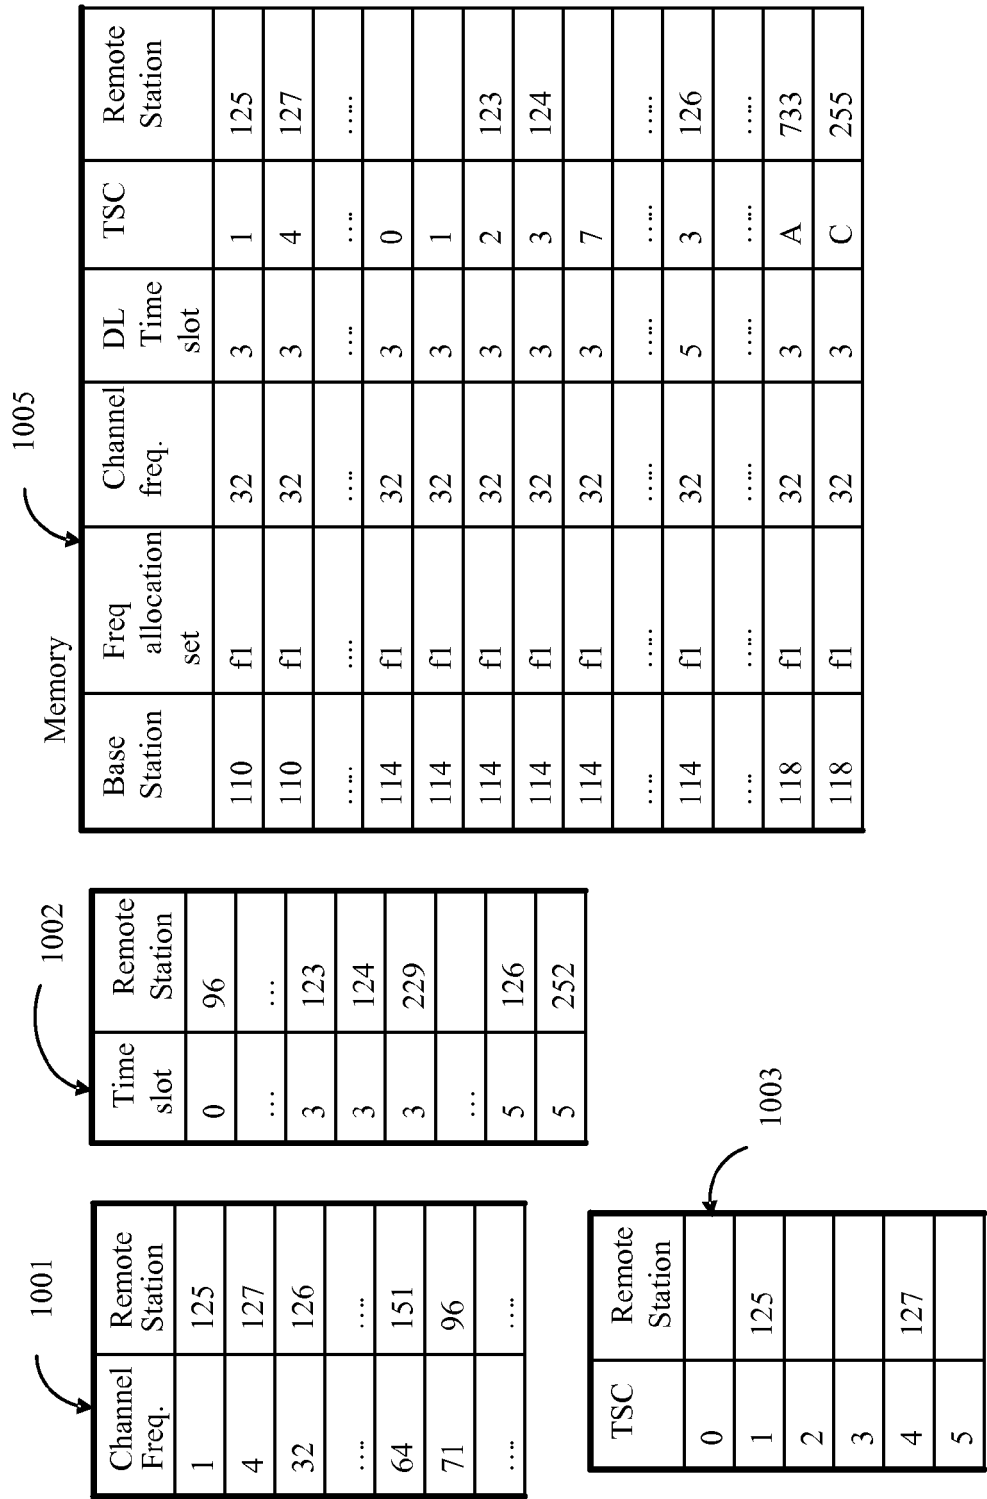 1001
Channel Freq. Remote Station
1 125
4 127
32 126
…. ….
64 151
71 96
…. ….
1002
Time slot Remote Station
0 96
… …
3 123
3 124
3 229
…
5 126
5 252
1003
TSC Remote Station
0
1 125
2
3
4 127
5
Memory
1005
Base Station Freq allocation set Channel freq. DL Time slot TSC Remote Station
110 f1 32 3 1 125
110 f1 32 3 4 127
….. …. …. …. …. …..
114 f1 32 3 0
114 f1 32 3 1
114 f1 32 3 2 123
114 f1 32 3 3 124
114 f1 32 3 7
…. ….. ….. ….. ….. …..
114 f1 32 5 3 126
…. ….. ….. ….. ….. …..
118 f1 32 3 A 733
118 f1 32 3 C 255